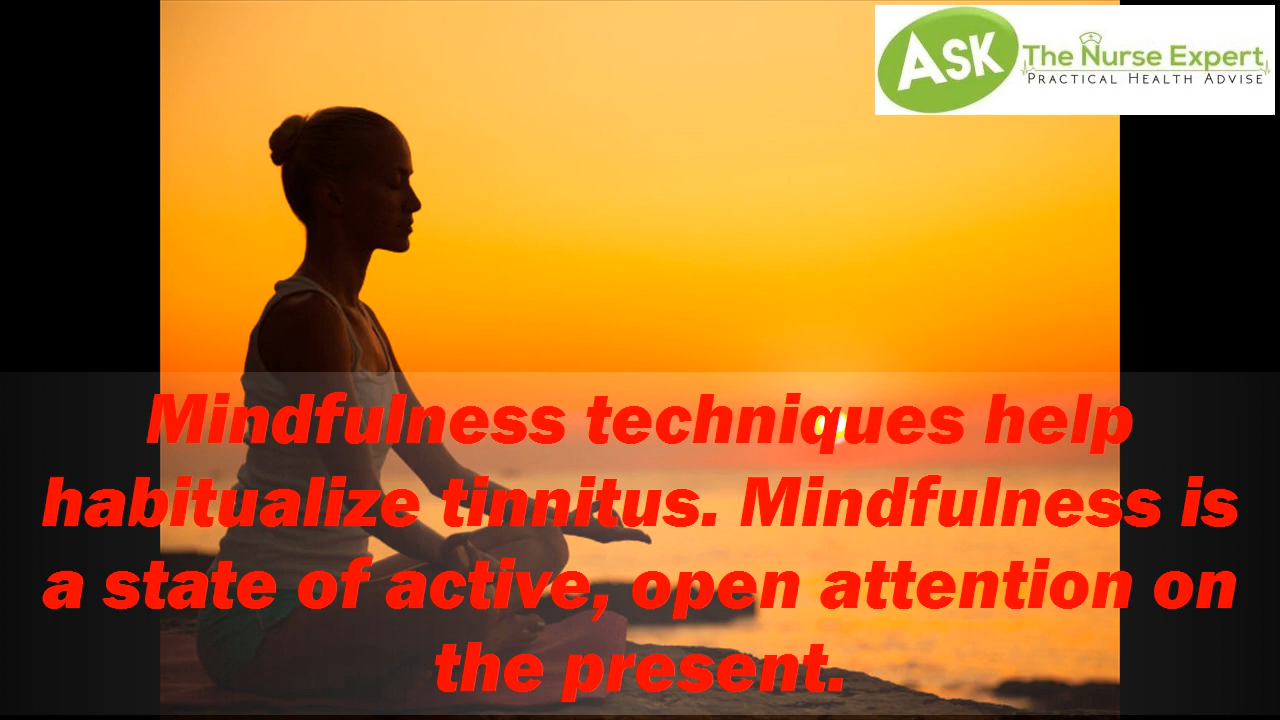 ASK The Nurse Expert
PRACTICAL HEALTH ADVISE
Mindfulness techniques help
habitualize tinnitus. Mindfulness is
a state of active, open attention on
the present.